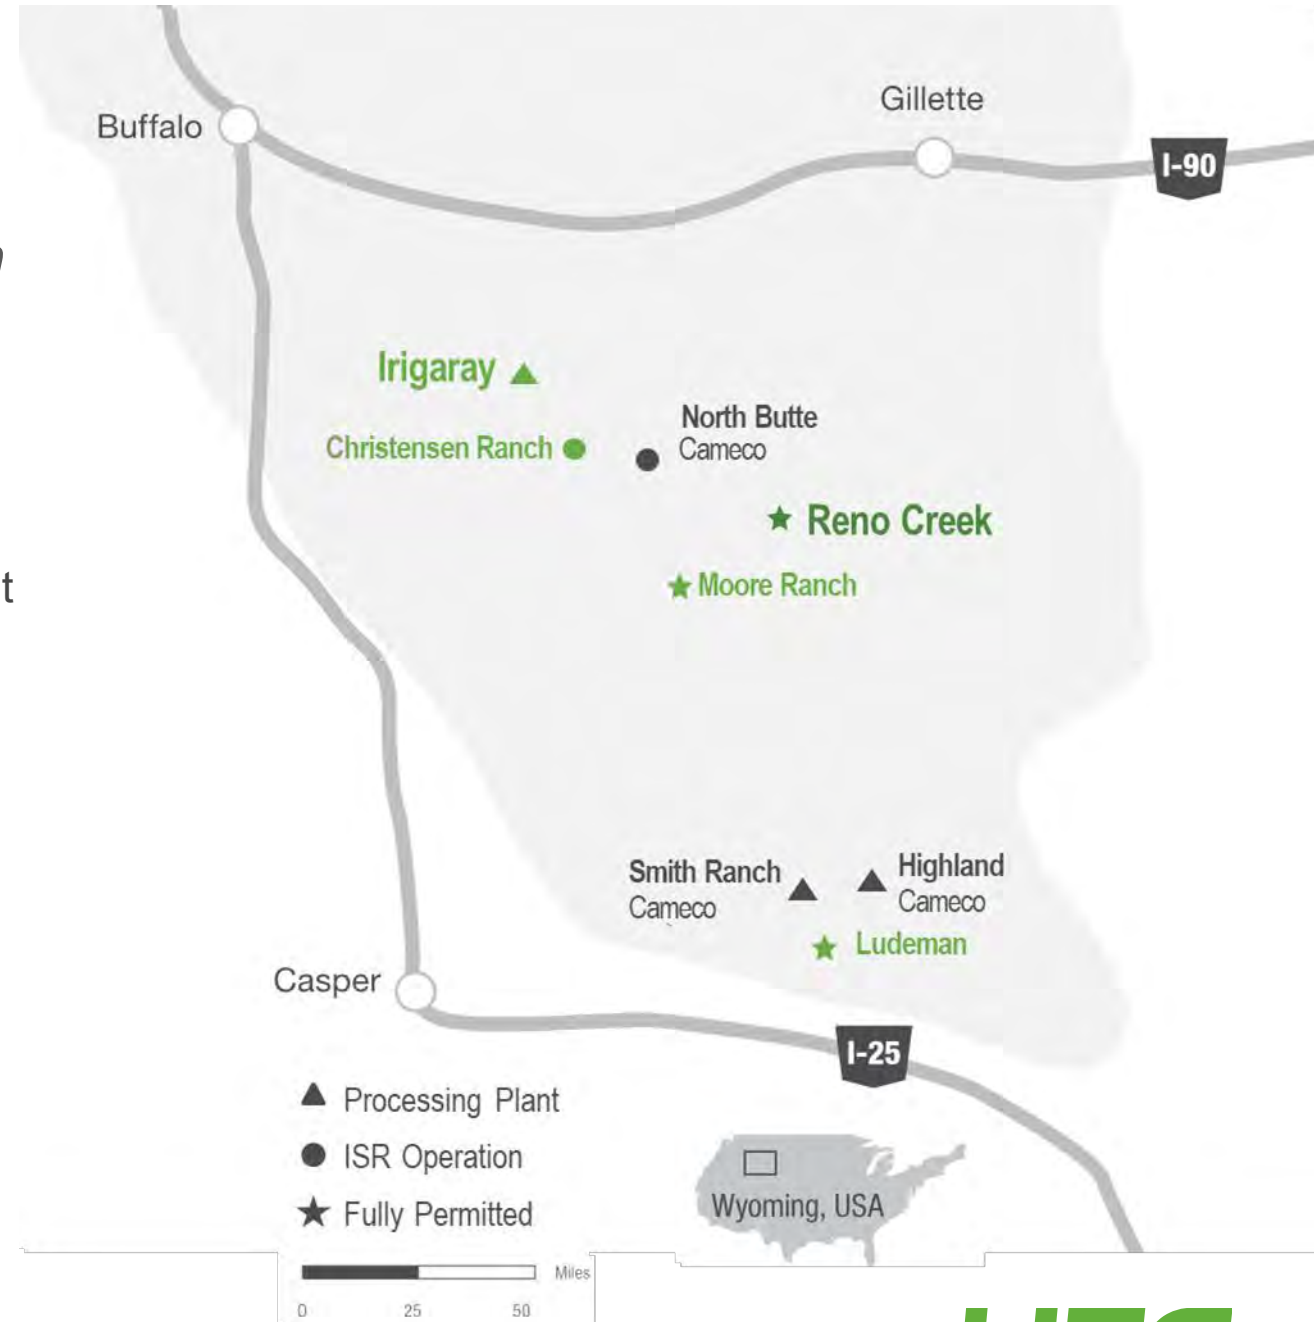 Gillette
Buffalo
I-90
Irigaray
North Butte
Christensen Ranch
Cameco
Reno Creek
t
Moore Ranch
Smith Ranch
Highland
Cameco
Cameco
Ludeman
Casper
I-25
Processing Plant
ISR Operation
Wyoming, USA
Fully Permitted
Miles
0 25 50